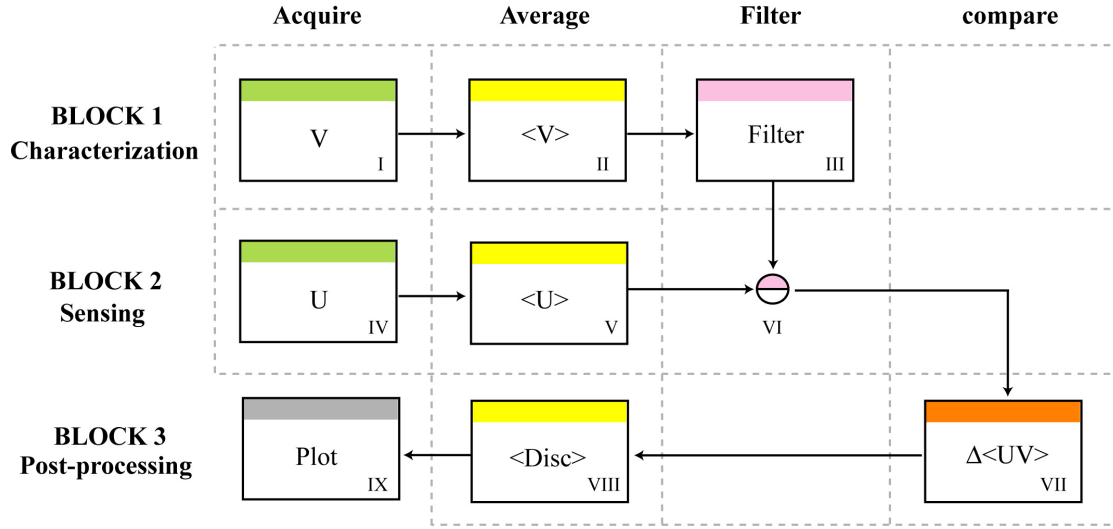 Acquire Average Filter compare
BLOCK 1
Characterization
V
I
<V>
II
Filter
III
BLOCK 2
Sensing
U
IV
<U>
V
VI
BLOCK 3
Post-processing
Plot
IX
<Disc>
VIII
Δ<UV>
VII